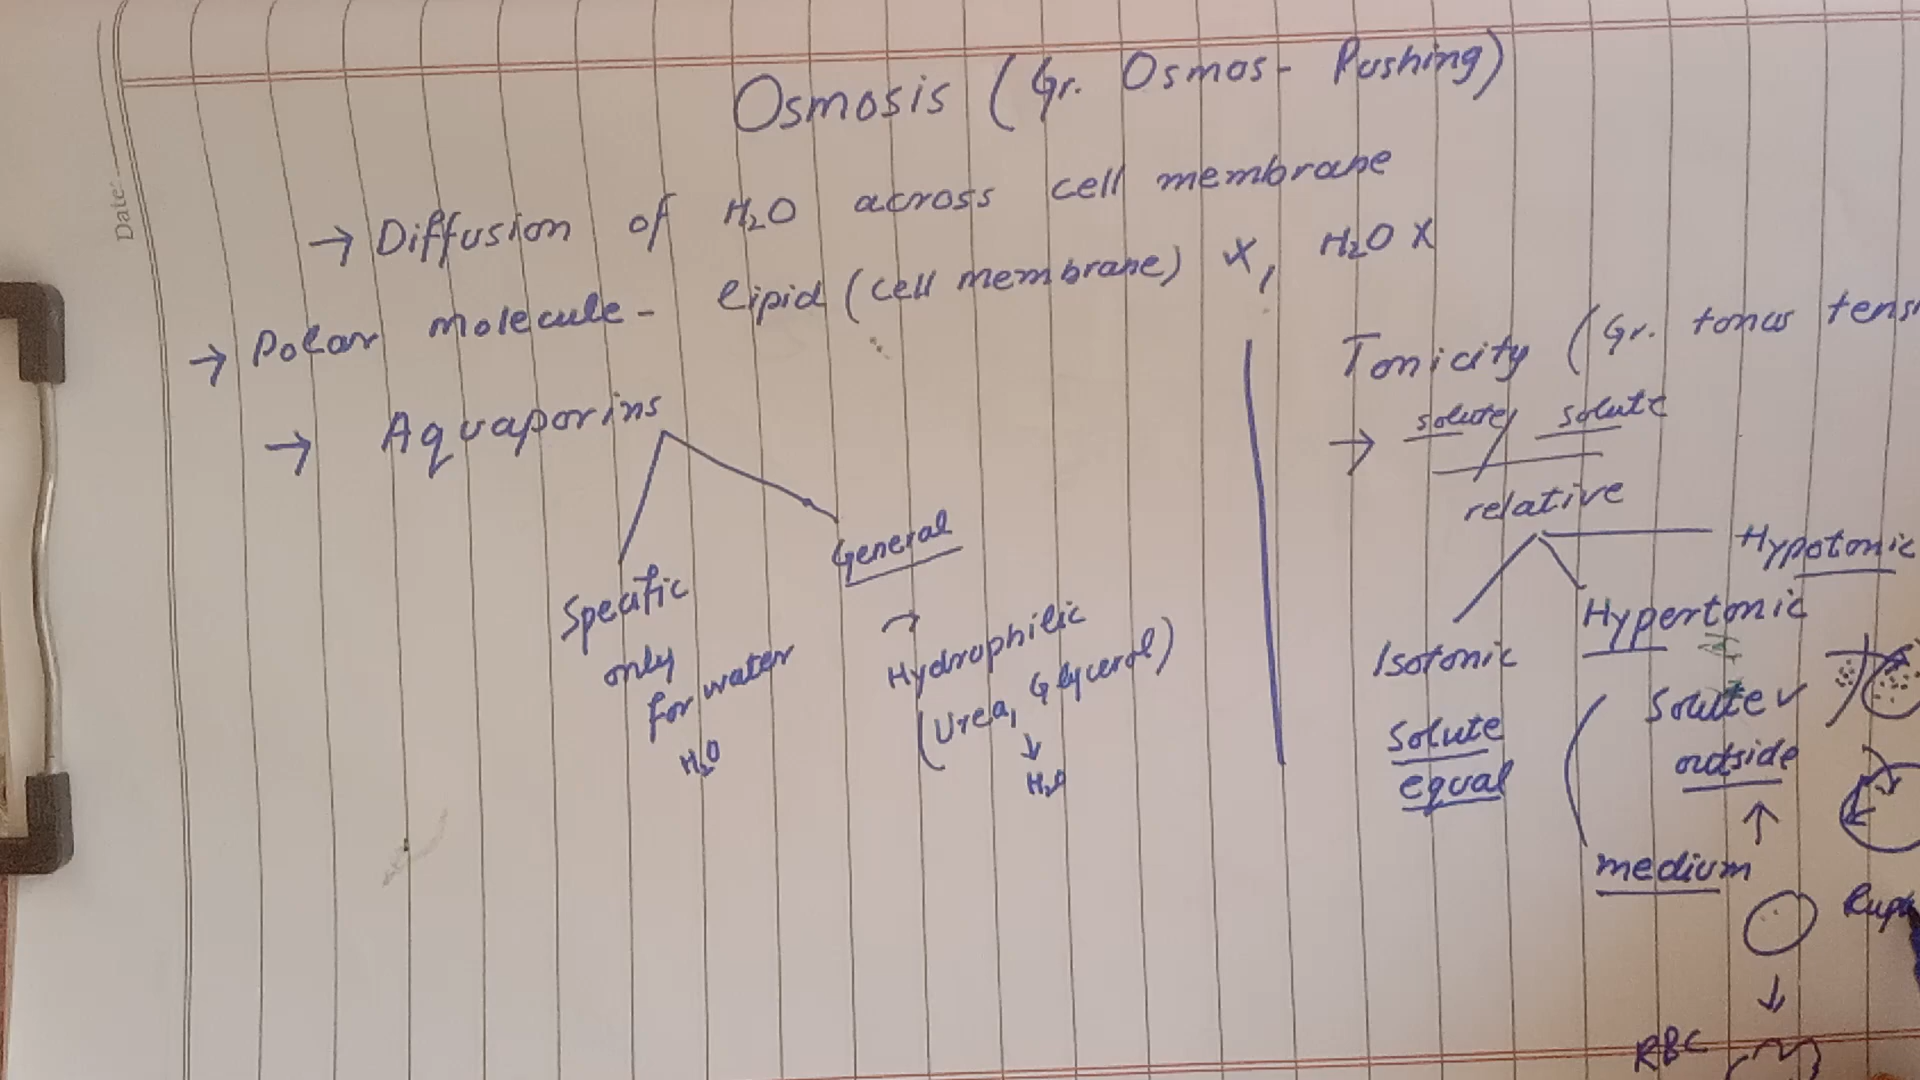 Date:
Osmosis (Gr. Osmos- Pushing)
→ Diffusion of H₂O across cell membrane
→ Polar molecule - lipid (cell membrane) X, H₂O X
→ Aquaporins
Specific
only
for water
H₂O
General
→ Hydrophilic
(Urea, Glycerol)
↓
H₂O
Tonicity (Gr. tonus
→ solute/ solute
relative
Hypotonic
Hypertonic
Isotonic
Solute
equal
Solute ✓
outside
↑
medium
↓
RBC